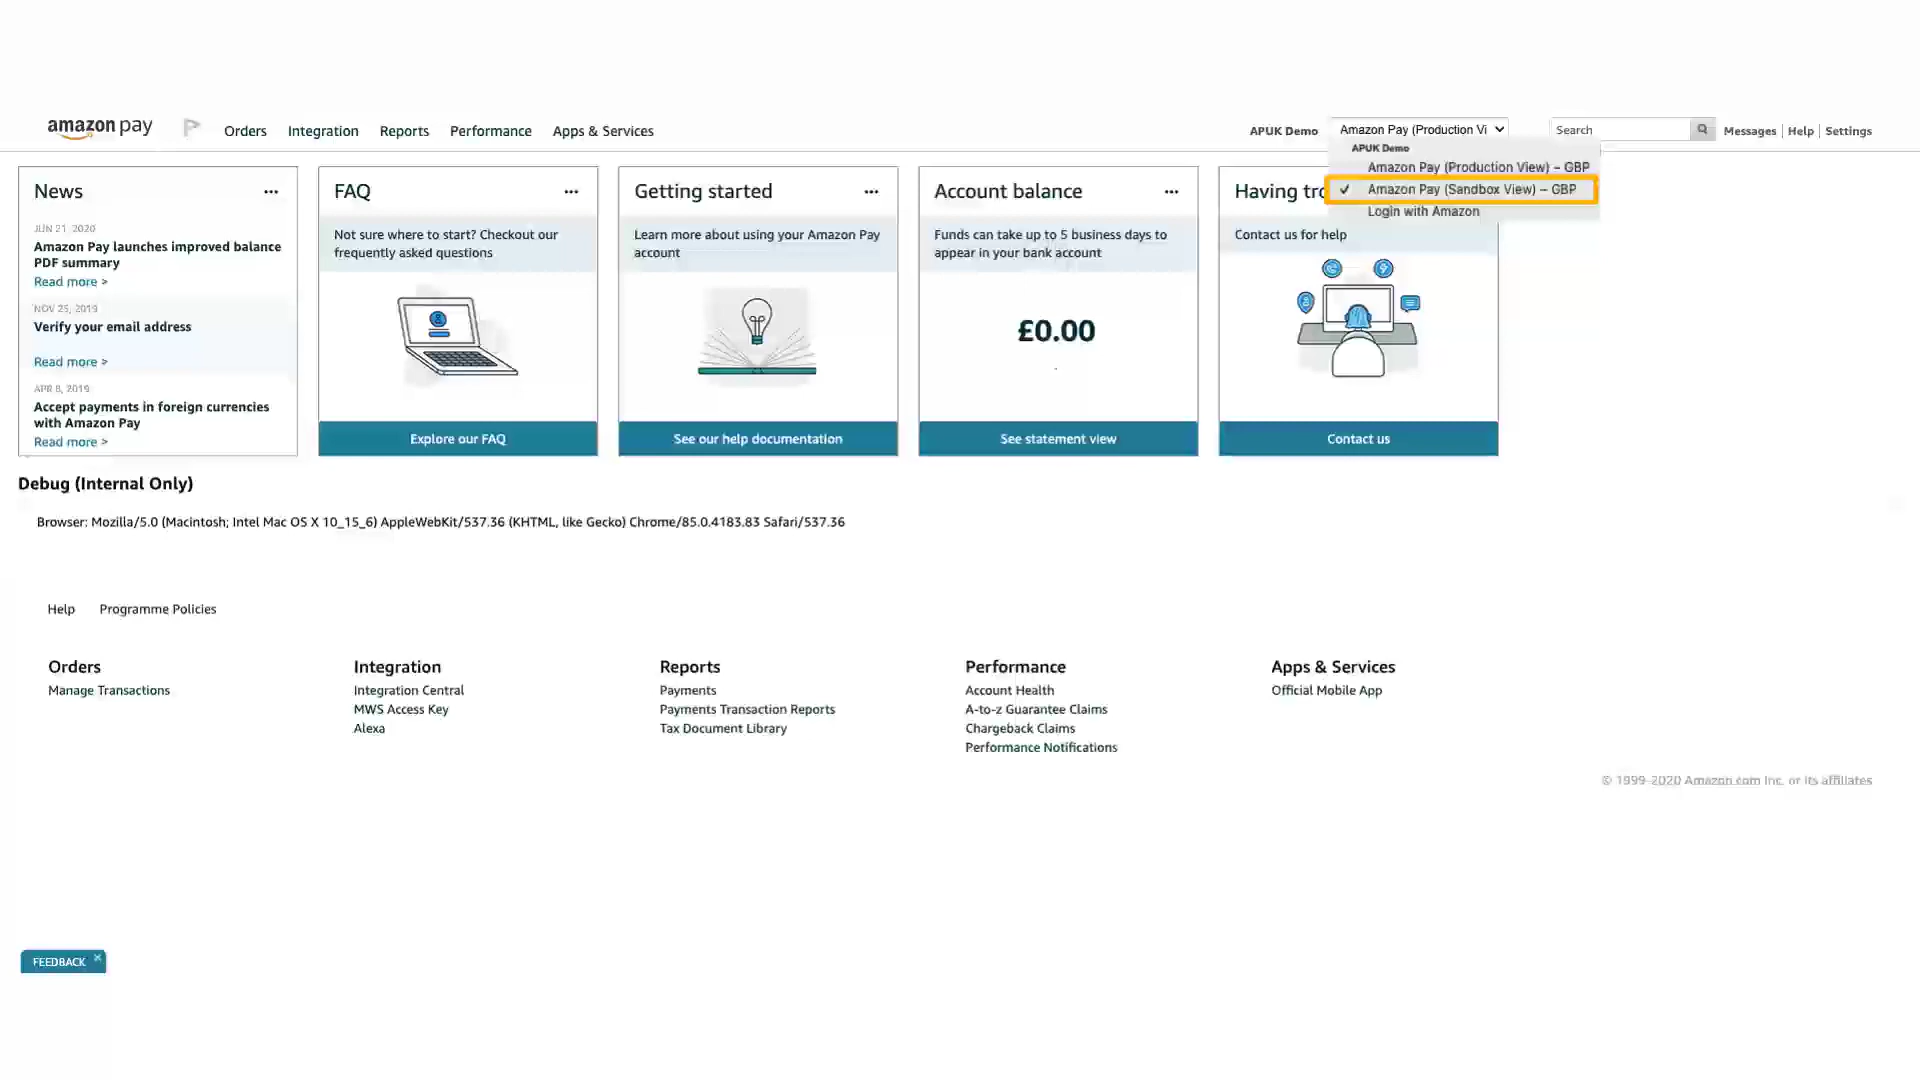 amazon pay
Orders Integration Reports Performance Apps & Services
APUK Demo Amazon Pay (Production Vi Search Messages | Help | Settings
APUK Demo
Amazon Pay (Production View) – GBP
✓ Amazon Pay (Sandbox View) – GBP
Login with Amazon
News ...
JUN 21, 2020
Amazon Pay launches improved balance
PDF summary
Read more >
NOV 25, 2019
Verify your email address
Read more >
APR 8, 2019
Accept payments in foreign currencies
with Amazon Pay
Read more >
FAQ ...
Not sure where to start? Checkout our
frequently asked questions
Explore our FAQ
Getting started ...
Learn more about using your Amazon Pay
account
See our help documentation
Account balance ...
Funds can take up to 5 business days to
appear in your bank account
£0.00
See statement view
Having tro
Contact us for help
Contact us
Debug (Internal Only)
Browser: Mozilla/5.0 (Macintosh; Intel Mac OS X 10_15_6) AppleWebKit/537.36 (KHTML, like Gecko) Chrome/85.0.4183.83 Safari/537.36
Help Programme Policies
Orders
Manage Transactions
Integration
Integration Central
MWS Access Key
Alexa
Reports
Payments
Payments Transaction Reports
Tax Document Library
Performance
Account Health
A-to-z Guarantee Claims
Chargeback Claims
Performance Notifications
Apps & Services
Official Mobile App
© 1999-2020 Amazon.com Inc. or its affiliates
FEEDBACK ×